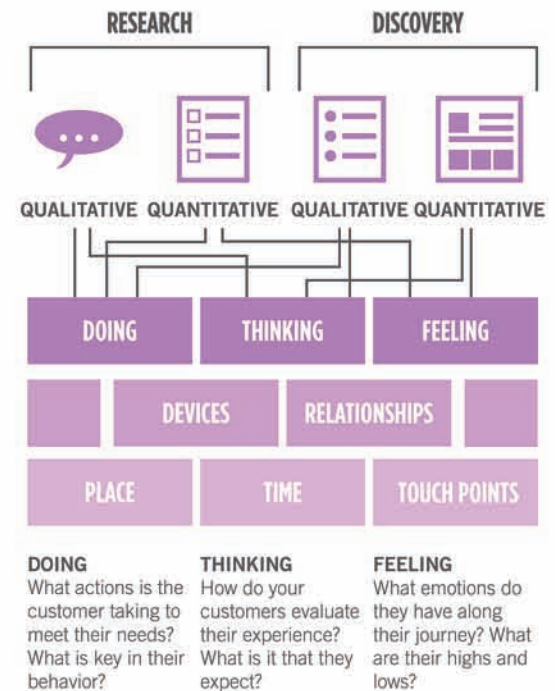 RESEARCH DISCOVERY
QUALITATIVE QUANTITATIVE QUALITATIVE QUANTITATIVE
DOING THINKING FEELING
DEVICES RELATIONSHIPS
PLACE TIME TOUCH POINTS
DOING
What actions is the
customer taking to
meet their needs?
What is key in their
behavior?
THINKING
How do your
customers evaluate
their experience?
What is it that they
expect?
FEELING
What emotions do
they have along
their journey? What
are their highs and
lows?